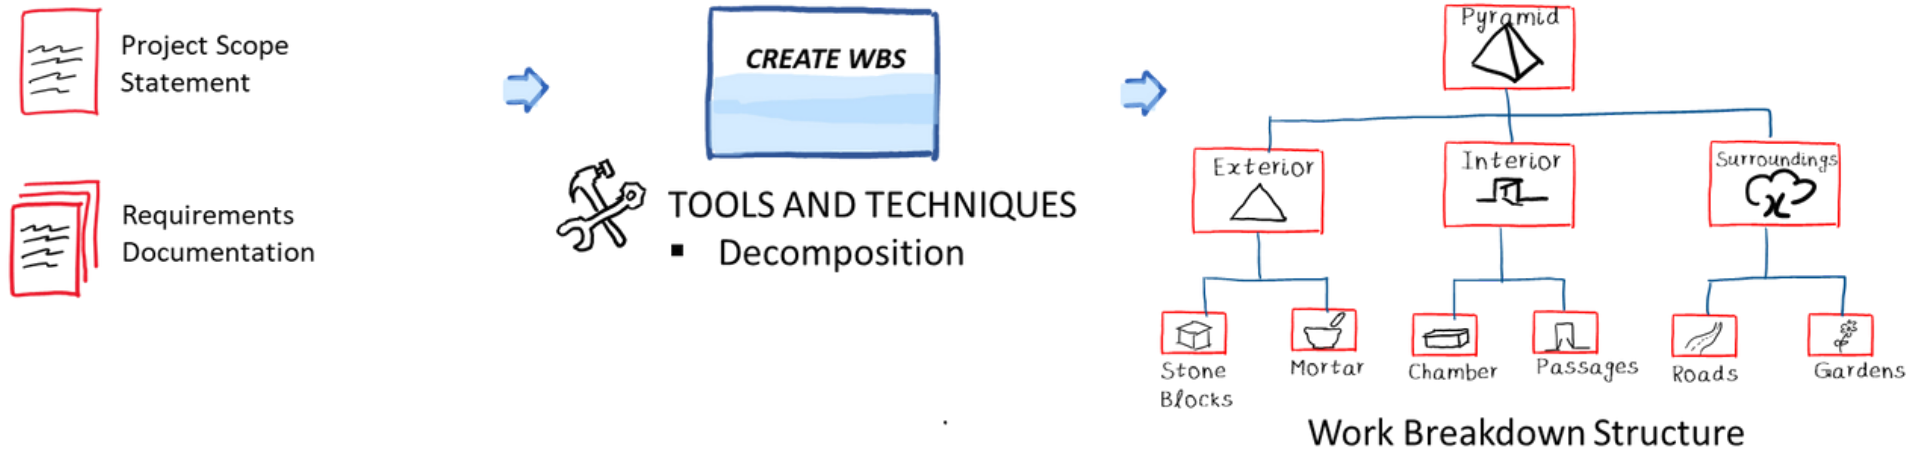 Project Scope
Statement
Requirements
Documentation
CREATE WBS
TOOLS AND TECHNIQUES
▪ Decomposition
Pyramid
Exterior
Interior
Surroundings
Stone
Blocks
Mortar
Chamber
Passages
Roads
Gardens
Work Breakdown Structure